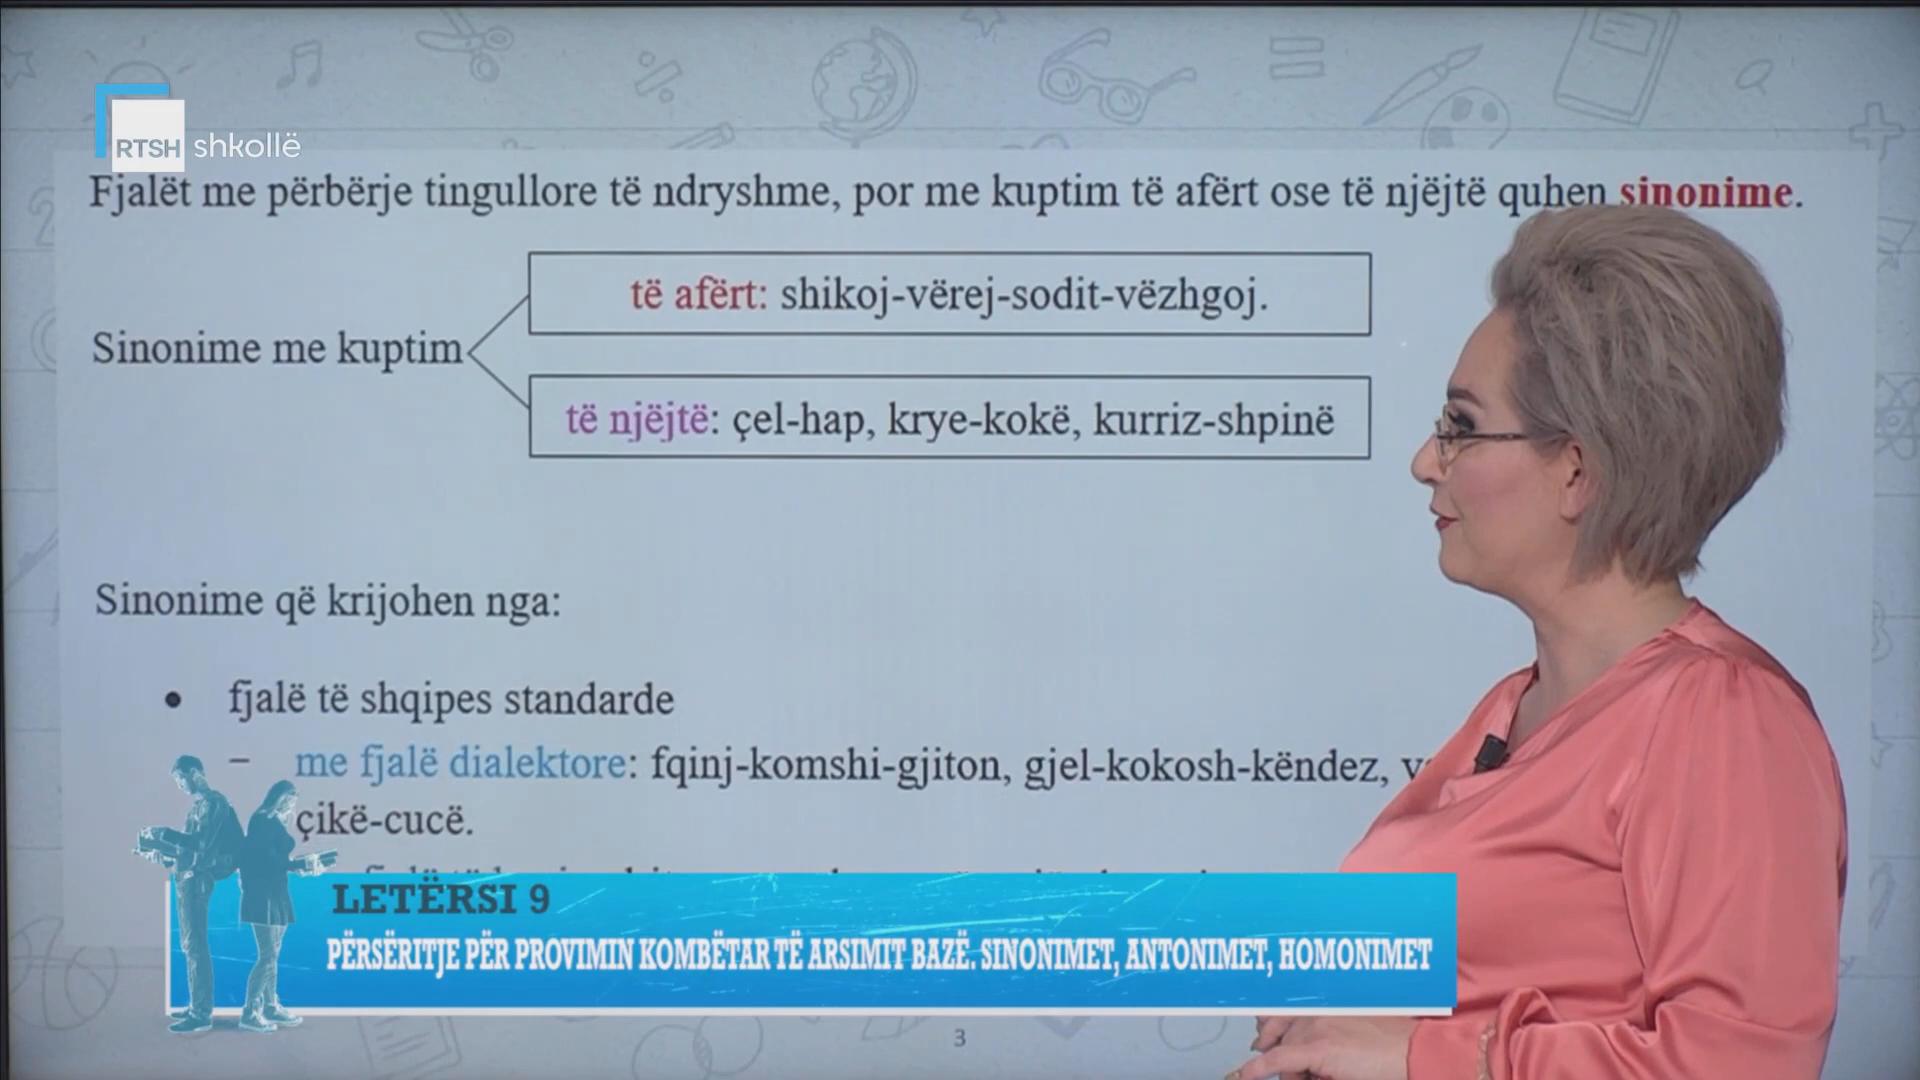 RTSH shkollë
Fjalët me përbërje tingullore të ndryshme, por me kuptim të afërt ose të njëjtë quhen sinonime.
të afërt: shikoj-vërej-sodit-vëzhgoj.
Sinonime me kuptim
të njëjtë: çel-hap, krye-kokë, kurriz-shpinë
Sinonime që krijohen nga:
• fjalë të shqipes standarde
– me fjalë dialektore: fqinj-komshi-gjiton, gjel-kokosh-këndez,
çikë-cucë.
LETËRSI 9
PËRSËRITJE PËR PROVIMIN KOMBËTAR TË ARSIMIT BAZË. SINONIMET, ANTONIMET, HOMONIMET
3